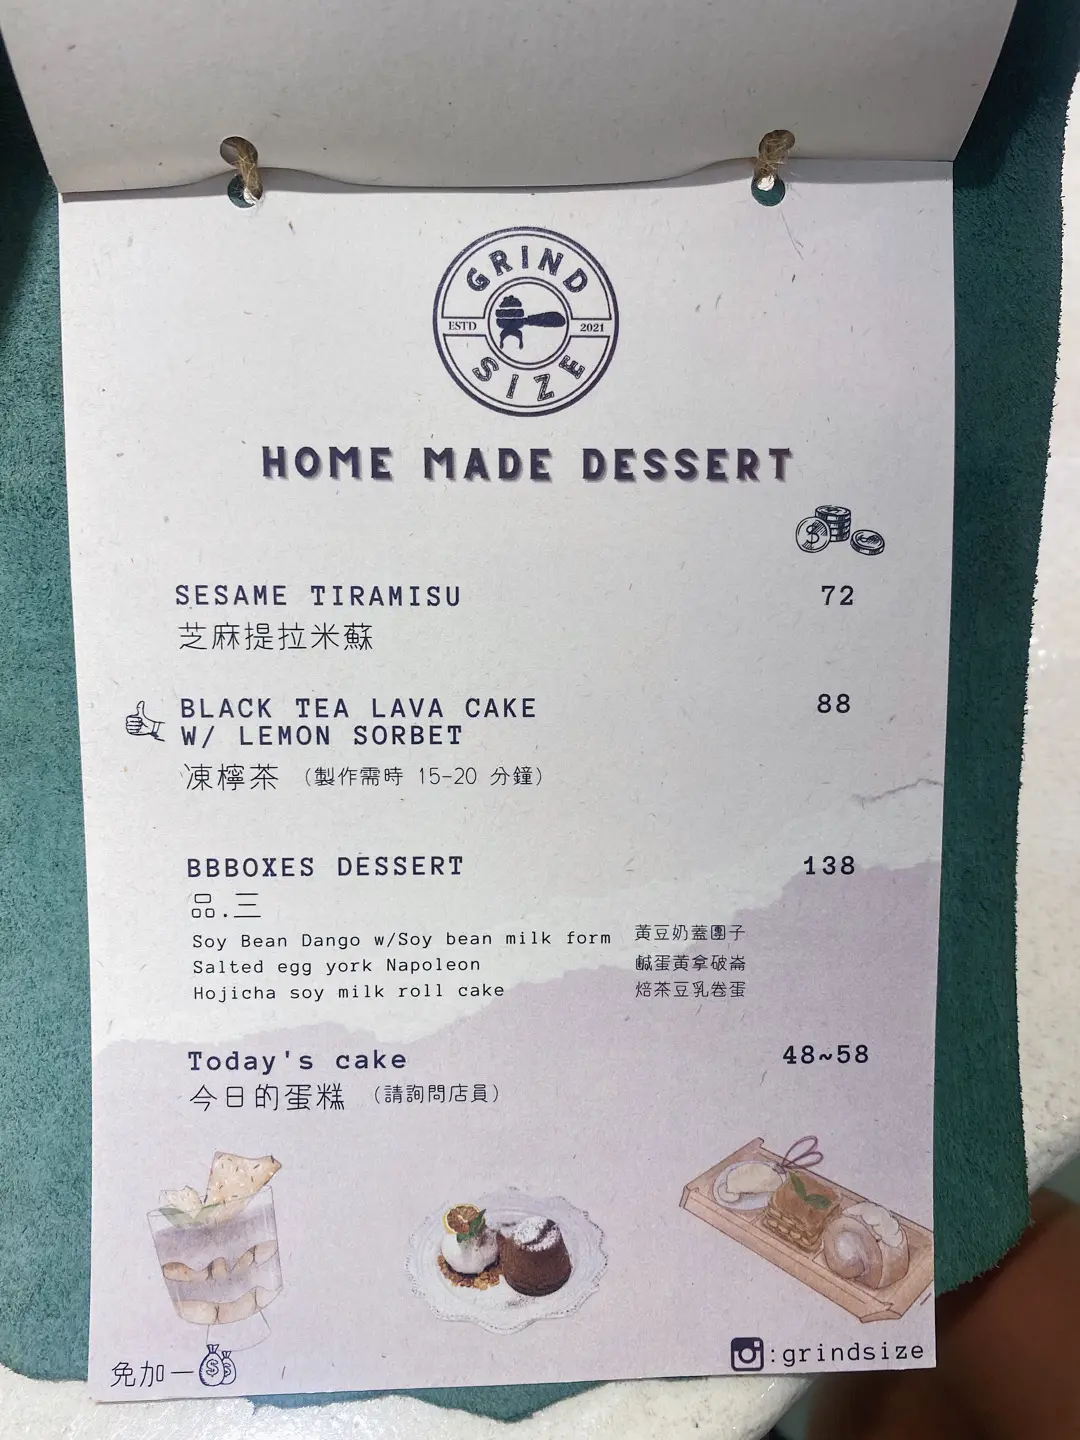 GRIND
ESTD 2021
SIZE
HOME MADE DESSERT
SESAME TIRAMISU 72
芝麻提拉米蘇
BLACK TEA LAVA CAKE 88
W/ LEMON SORBET
凍檸茶 (製作需時 15-20 分鐘)
BBBOXES DESSERT 138
品.三
Soy Bean Dango w/Soy bean milk form 黃豆奶蓋團子
Salted egg york Napoleon 鹹蛋黃拿破崙
Hojicha soy milk roll cake 焙茶豆乳卷蛋
Today's cake 48~58
今日的蛋糕 (請詢問店員)
免加一
:grindsize